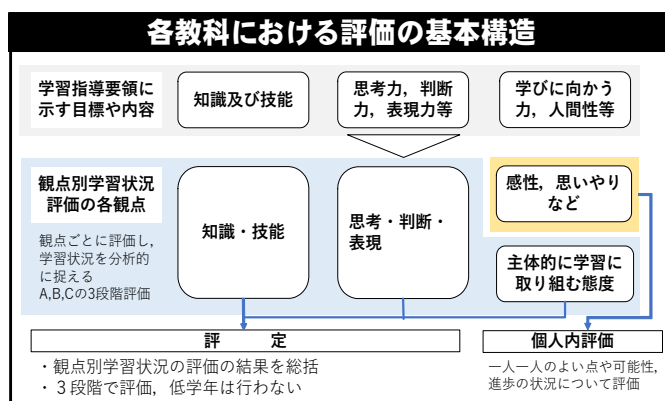 各教科における評価の基本構造
学習指導要領に
示す目標や内容
知識及び技能
思考力，判断
力，表現力等
学びに向かう
力，人間性等
観点別学習状況
評価の各観点
観点ごとに評価し，
学習状況を分析的
に捉える
A,B,Cの3段階評価
知識・技能
思考・判断・
表現
感性，思いやり
など
主体的に学習に
取り組む態度
評　　定
・観点別学習状況の評価の結果を総括
・３段階で評価，低学年は行わない
個人内評価
一人一人のよい点や可能性，
進歩の状況について評価